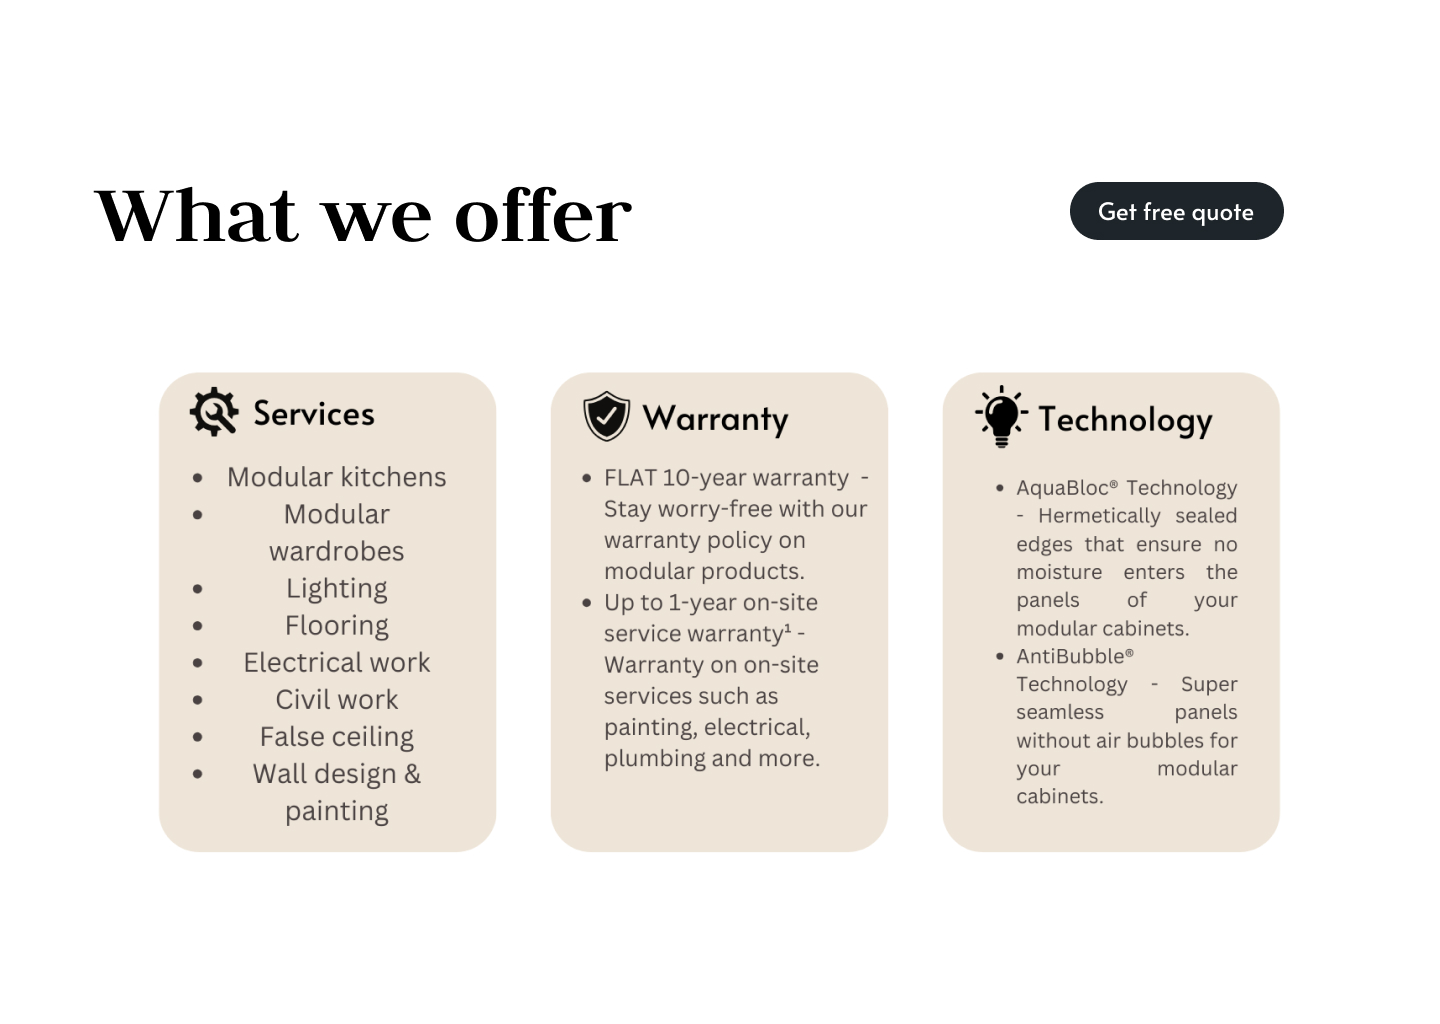 What we offer
Get free quote
Services
• Modular kitchens
• Modular
wardrobes
• Lighting
• Flooring
• Electrical work
• Civil work
• False ceiling
• Wall design &
painting
Warranty
• FLAT 10-year warranty -
Stay worry-free with our
warranty policy on
modular products.
• Up to 1-year on-site
service warranty¹ -
Warranty on on-site
services such as
painting, electrical,
plumbing and more.
Technology
• AquaBloc® Technology
- Hermetically sealed
edges that ensure no
moisture enters the
panels of your
modular cabinets.
• AntiBubble®
Technology - Super
seamless panels
without air bubbles for
your modular
cabinets.